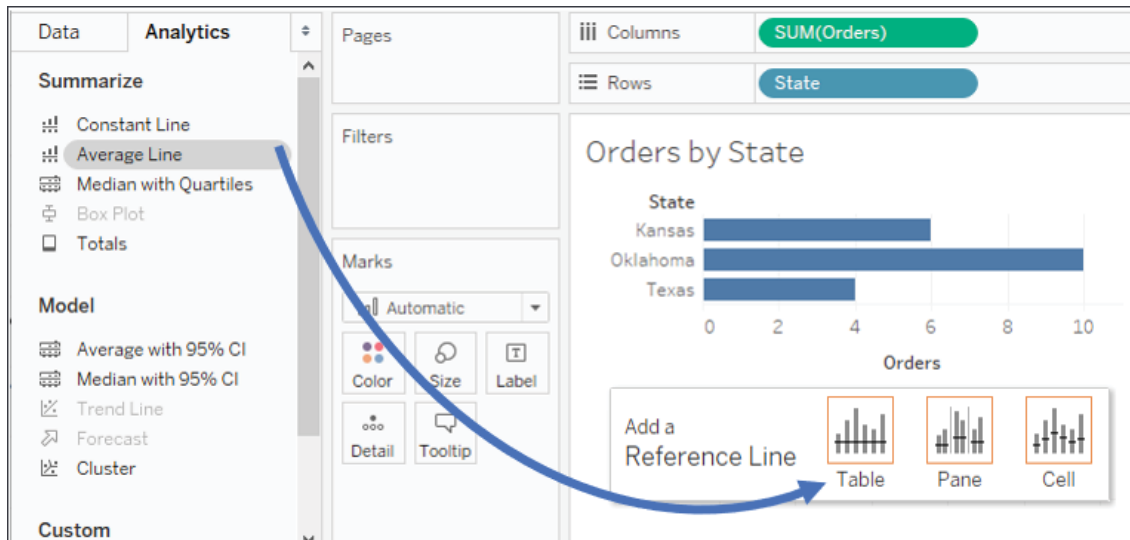 Data
Analytics
Summarize
Constant Line
Average Line
Median with Quartiles
Box Plot
Totals
Model
Average with 95% CI
Median with 95% CI
Trend Line
Forecast
Cluster
Custom
Pages
Filters
Marks
Automatic
Color Size Label
Detail Tooltip
Columns SUM(Orders)
Rows State
Orders by State
State
Kansas
Oklahoma
Texas
0 2 4 6 8 10
Orders
Add a
Reference Line
Table Pane Cell